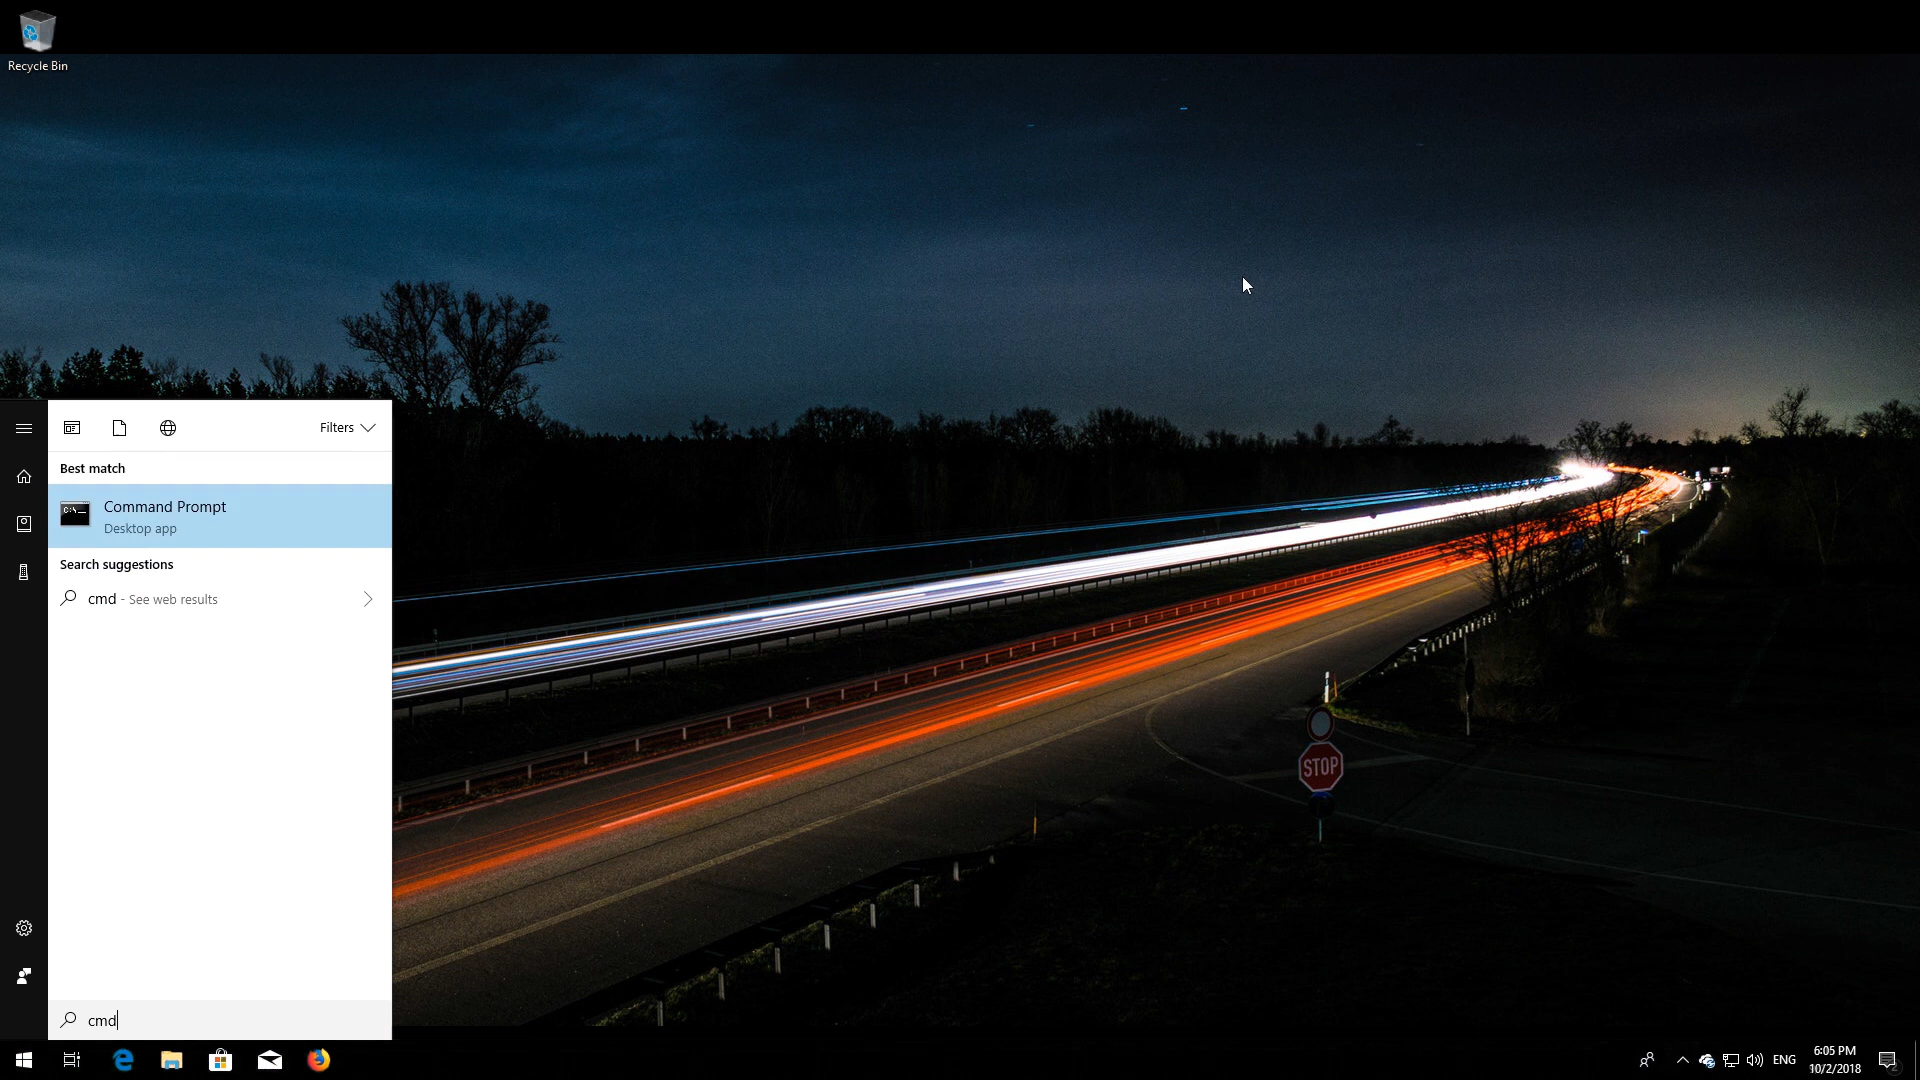 Recycle Bin
Filters
Best match
C:\
Command Prompt
Desktop app
Search suggestions
cmd - See web results
STOP
cmd
ENG
6:05 PM
10/2/2018
2